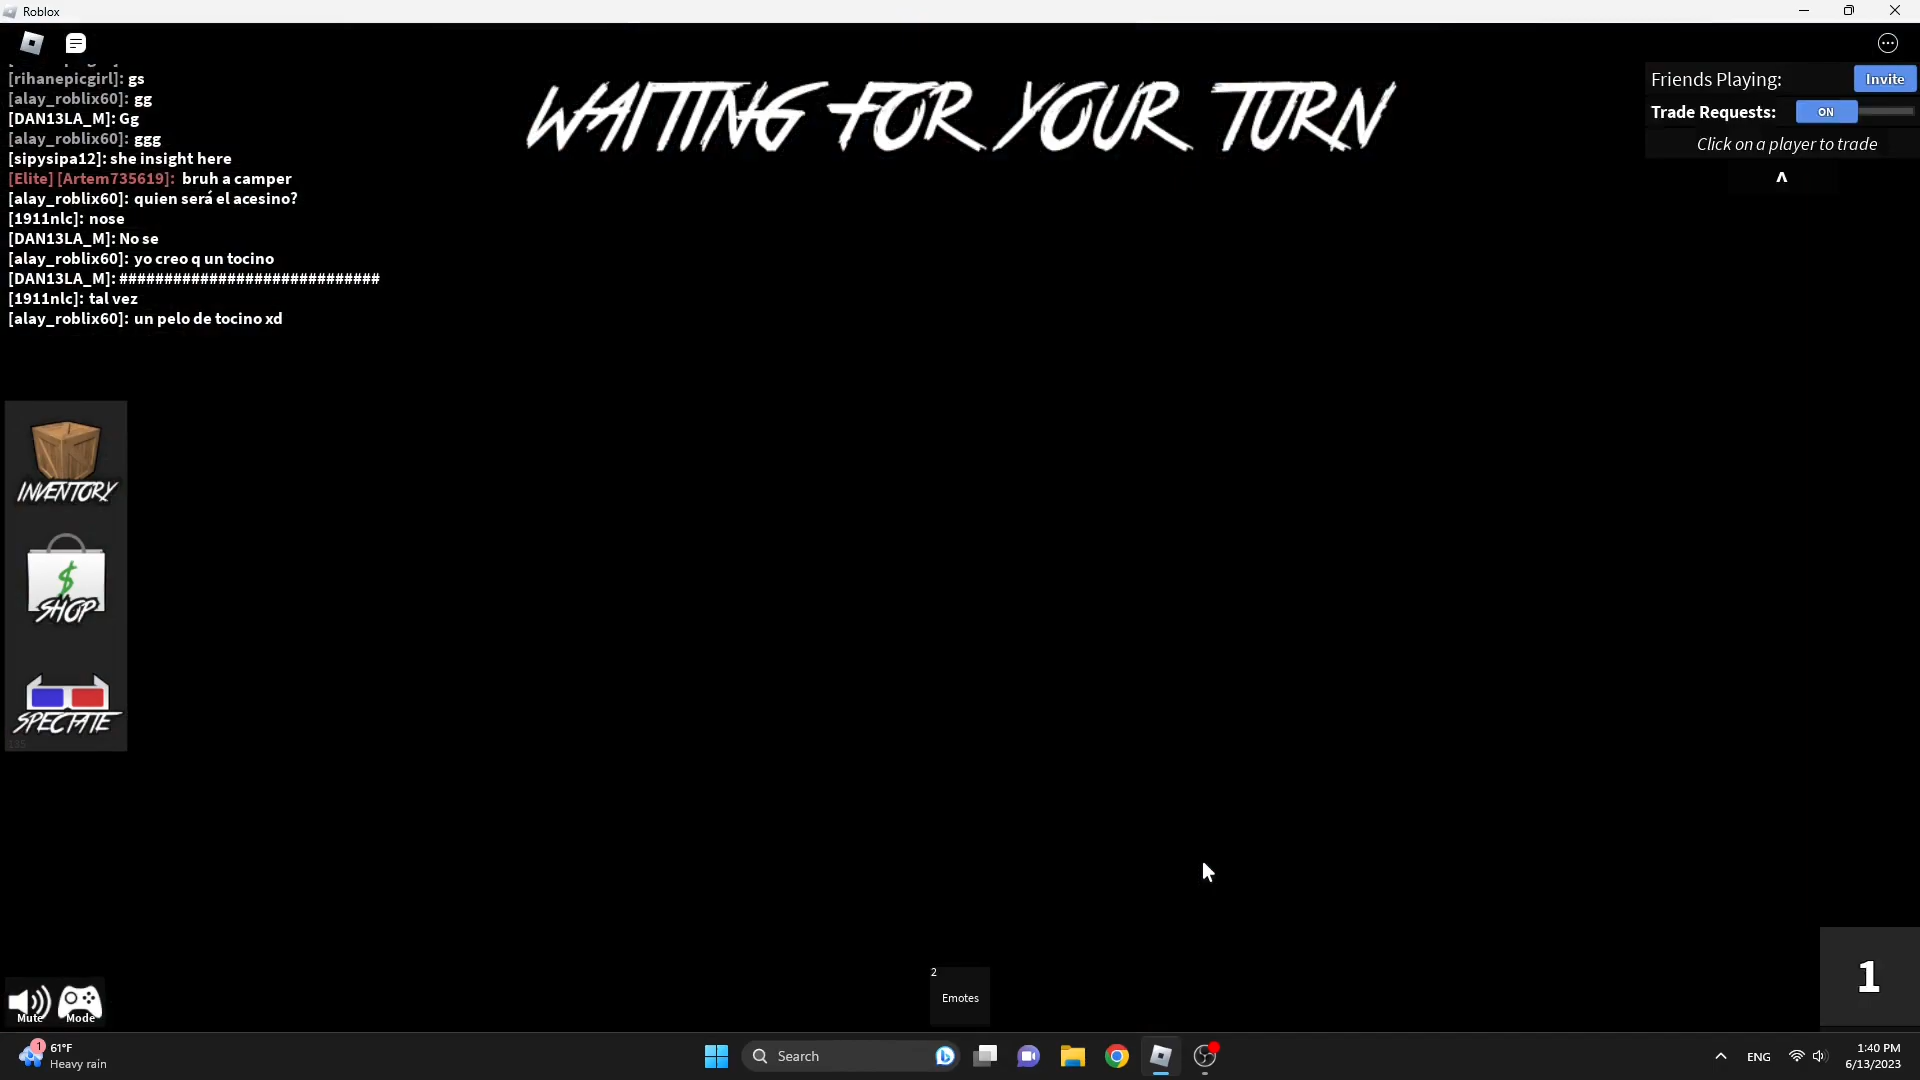 Roblox
[rihanepicgirl]: gs
[alay_roblix60]: gg
[DAN13LA_M]: Gg
[alay_roblix60]: ggg
[sipysipa12]: she insight here
[Elite] [Artem735619]: bruh a camper
[alay_roblix60]: quien será el acesino?
[1911nlc]: nose
[DAN13LA_M]: No se
[alay_roblix60]: yo creo q un tocino
[DAN13LA_M]: #############################
[1911nlc]: tal vez
[alay_roblix60]: un pelo de tocino xd
WAITING FOR YOUR TURN
Friends Playing: Invite
Trade Requests: ON
Click on a player to trade
^
INVENTORY
$
SHOP
SPECTATE
135
Mute Mode
2
Emotes
1
1
61°F
Heavy rain
Search
ENG
1:40 PM
6/13/2023